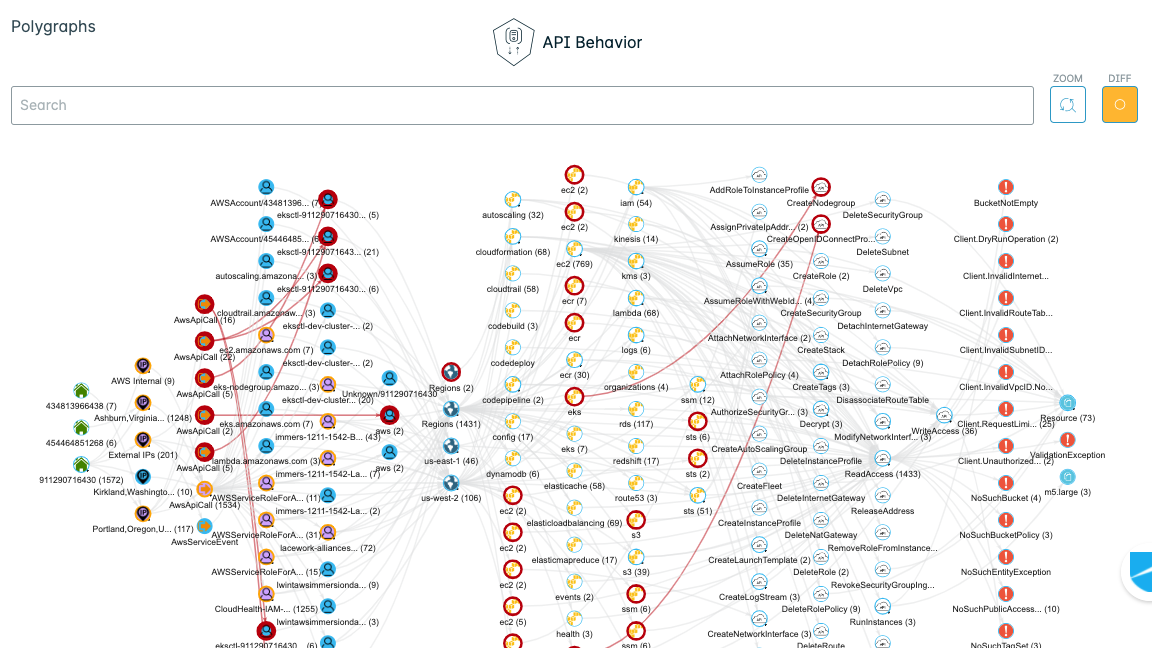 Polygraphs
API Behavior
ZOOM
DIFF
Search
434813966438 (7)
454464851268 (6)
911290716430 (1572)
AWS Internal (9)
Ashburn,Virginia... (1248)
External IPs (201)
Kirkland,Washingto... (10)
Portland,Oregon,U... (117)
AwsApiCall (16)
AwsApiCall (22)
AwsApiCall (5)
AwsApiCall (2)
AwsApiCall (5)
AwsApiCall (1534)
AwsServiceEvent
AWSAccount/43481396... (7)
AWSAccount/45446485...
autoscaling.amazona... (3)
cloudtrail.amazonaw... (3)
ec2.amazonaws.com (7)
eks-nodegroup.amazo... (3)
eks.amazonaws.com (7)
lambda.amazonaws.com (3)
AWSServiceRoleForA... (11)
AWSServiceRoleForA... (31)
AWSServiceRoleForA... (15)
CloudHealth-IAM-... (1255)
eksctl-911290716430... (6)
eksctl-911290716430... (5)
eksctl-91129071643... (21)
eksctl-911290716430... (6)
eksctl-dev-cluster-... (2)
eksctl-dev-cluster-... (2)
eksctl-dev-cluster... (20)
immers-1211-1542-B... (43)
immers-1211-1542-La... (7)
immers-1211-1542-La... (2)
lacework-alliances... (72)
lwintawsimmersionda... (9)
lwintawsimmersionda... (3)
Unknown/911290716430
aws (2)
aws (2)
Regions (2)
Regions (1431)
us-east-1 (46)
us-west-2 (106)
autoscaling (32)
cloudformation (68)
cloudtrail (58)
codebuild (3)
codedeploy
codepipeline (2)
config (17)
dynamodb (6)
ec2 (2)
ec2 (2)
ec2 (2)
ec2 (5)
ec2 (2)
ec2 (2)
ec2 (769)
ecr (7)
ecr
ecr (30)
eks
eks (7)
elasticache (58)
elasticloadbalancing (69)
elasticmapreduce (17)
events (2)
health (3)
iam (54)
kinesis (14)
kms (3)
lambda (68)
logs (6)
organizations (4)
rds (117)
redshift (17)
route53 (3)
s3
s3 (39)
ssm (6)
ssm (6)
ssm (12)
sts (6)
sts (2)
sts (51)
AddRoleToInstanceProfile
AssignPrivateIpAddr... (2)
AssumeRole (35)
AssumeRoleWithWebId... (4)
AttachNetworkInterface (2)
AttachRolePolicy (4)
AuthorizeSecurityGr... (3)
CreateAutoScalingGroup
CreateFleet
CreateInstanceProfile
CreateLaunchTemplate (2)
CreateLogStream (3)
CreateNetworkInterface (3)
CreateNodegroup
CreateOpenIDConnectPro...
CreateRole (2)
CreateSecurityGroup
CreateStack
CreateTags (3)
Decrypt (3)
DeleteInstanceProfile
DeleteInternetGateway
DeleteNatGateway
DeleteRole (2)
DeleteRolePolicy (9)
DeleteRoute
DeleteSecurityGroup
DeleteSubnet
DeleteVpc
DetachInternetGateway
DetachRolePolicy (9)
DisassociateRouteTable
ModifyNetworkInterf... (3)
ReadAccess (1433)
ReleaseAddress
RemoveRoleFromInstance...
RevokeSecurityGroupIng...
RunInstances (3)
WriteAccess (36)
BucketNotEmpty
Client.DryRunOperation (2)
Client.InvalidInternet...
Client.InvalidRouteTab...
Client.InvalidSubnetID...
Client.InvalidVpcID.No...
Client.RequestLimi... (25)
Client.Unauthorized... (2)
NoSuchBucket (4)
NoSuchBucketPolicy (3)
NoSuchEntityException
NoSuchPublicAccess... (10)
NoSuchTagSet (3)
Resource (73)
ValidationException
m5.large (3)